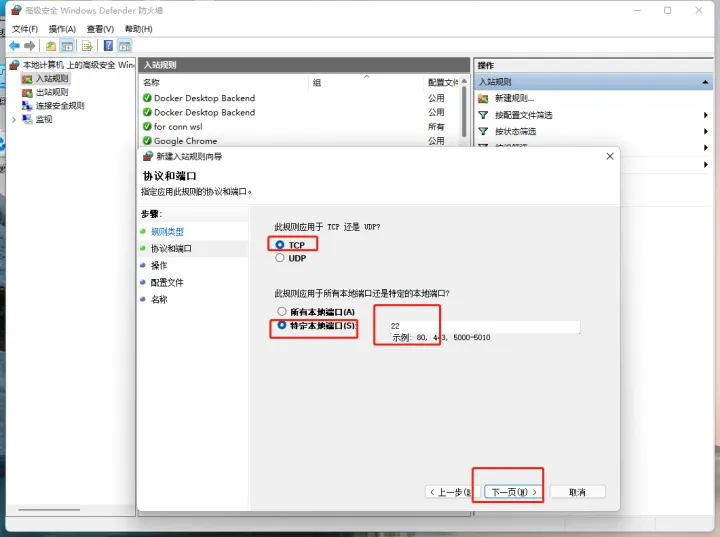 高级安全 Windows Defender 防火墙
文件(F) 操作(A) 查看(V) 帮助(H)
本地计算机 上的高级安全 Win
入站规则
出站规则
连接安全规则
监视
入站规则
名称 组 配置文件
Docker Desktop Backend 公用
Docker Desktop Backend 公用
for conn wsl 所有
Google Chrome 公用
操作
入站规则
新建规则...
按配置文件筛选
按状态筛选
新建入站规则向导
协议和端口
指定应用此规则的协议和端口。
步骤:
规则类型
协议和端口
操作
配置文件
名称
此规则应用于 TCP 还是 UDP?
TCP
UDP
此规则应用于所有本地端口还是特定的本地端口?
所有本地端口(A)
特定本地端口(S):
22
示例: 80, 443, 5000-5010
< 上一步(B
下一页(N) >
取消